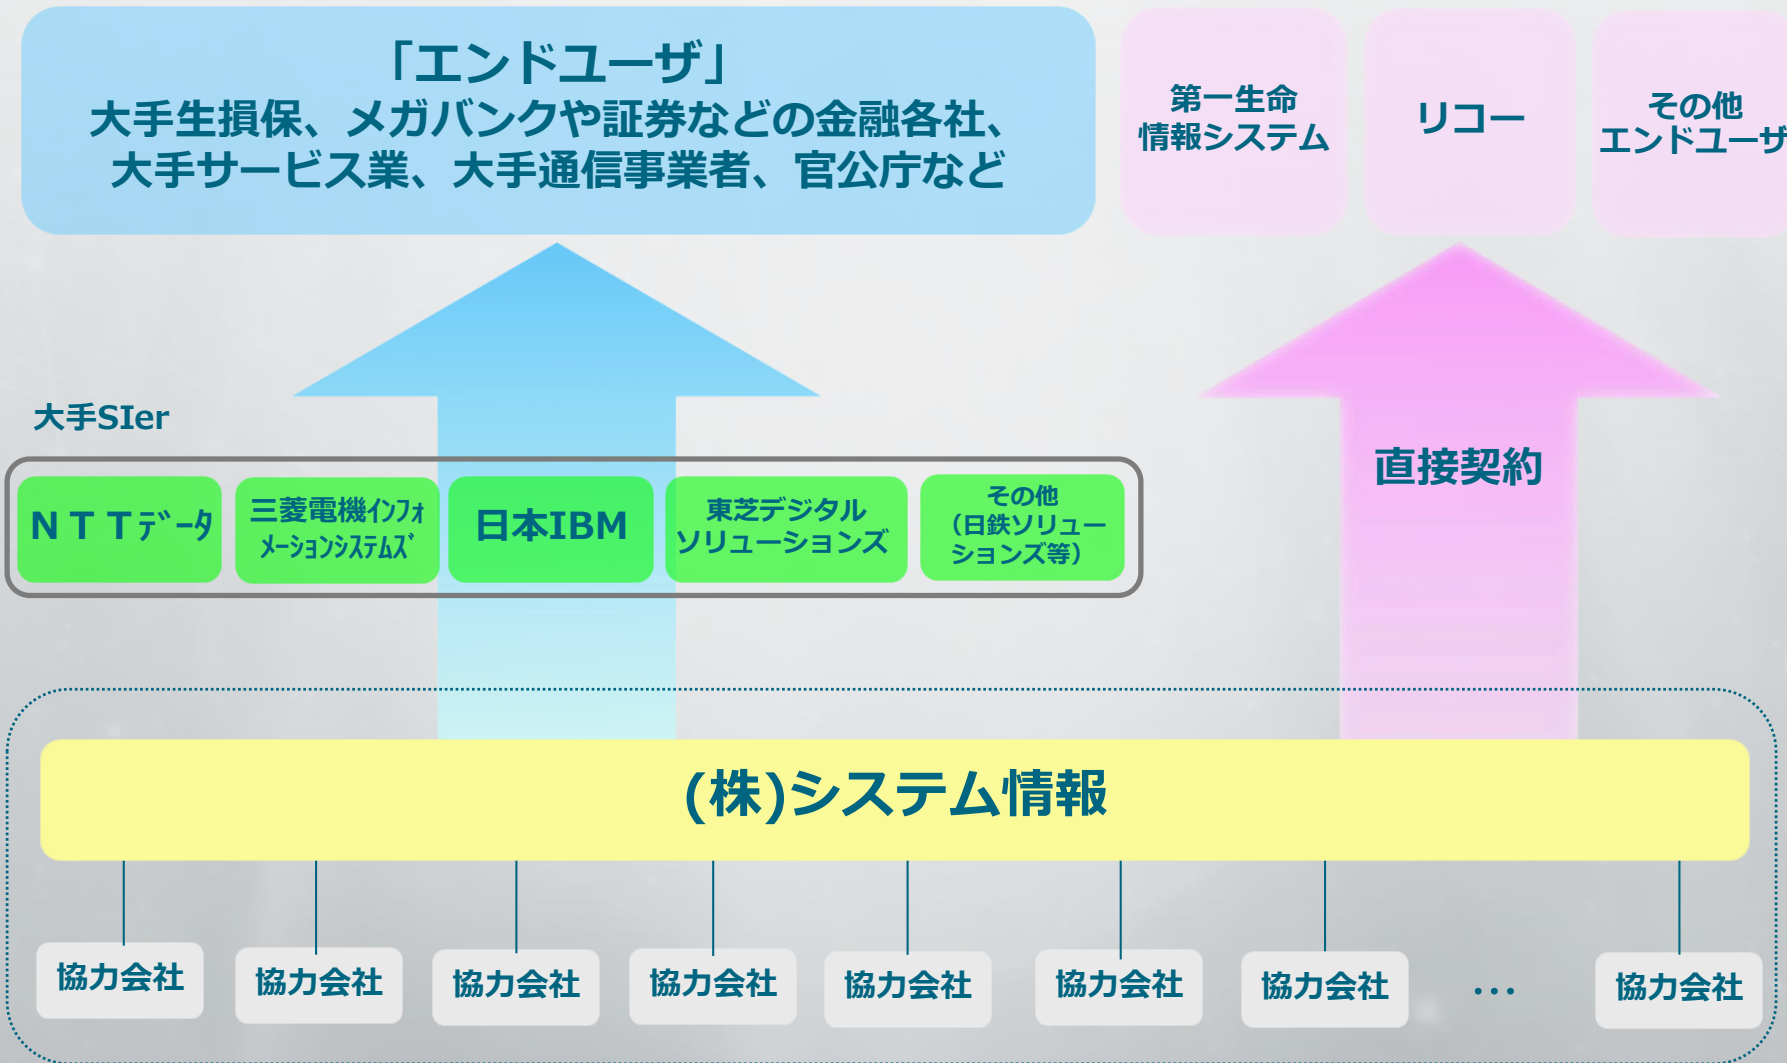 「エンドユーザ」
大手生損保、メガバンクや証券などの金融各社、
大手サービス業、大手通信事業者、官公庁など
第一生命
情報システム
リコー
その他
エンドユーザ
大手SIer
直接契約
ＮＴＴﾃﾞｰﾀ
三菱電機ｲﾝﾌｫ
ﾒｰｼｮﾝｼｽﾃﾑｽﾞ
日本IBM
東芝デジタル
ソリューションズ
その他
（日鉄ソリュー
ションズ等）
(株)システム情報
協力会社
協力会社
協力会社
協力会社
協力会社
協力会社
協力会社
…
協力会社